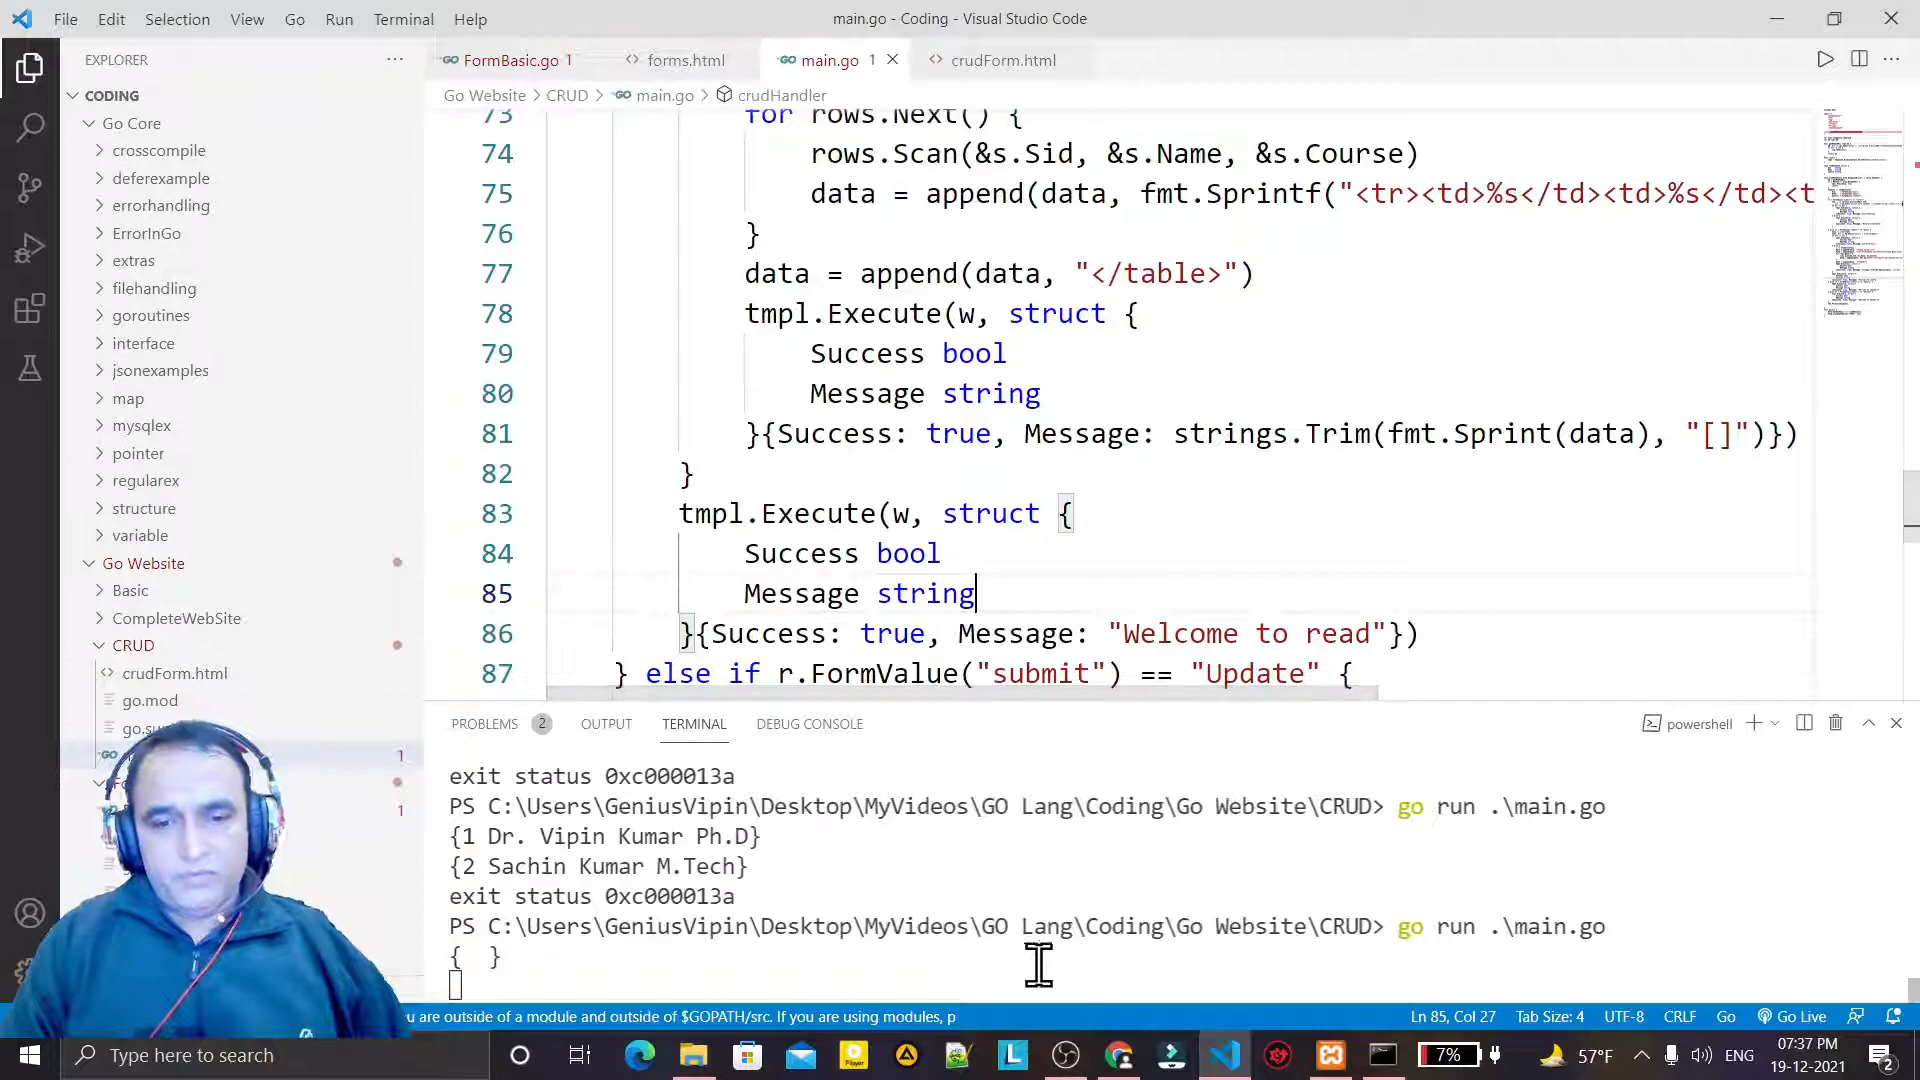 File Edit Selection View Go Run Terminal Help
main.go - Coding - Visual Studio Code
EXPLORER
FormBasic.go 1
forms.html
main.go 1
crudForm.html
CODING
Go Website > CRUD > main.go > crudHandler
Go Core
crosscompile
deferexample
errorhandling
ErrorInGo
extras
filehandling
goroutines
interface
jsonexamples
map
mysqlex
pointer
regularex
structure
variable
Go Website
Basic
CompleteWebSite
CRUD
crudForm.html
go.mod
1
1
73 for rows.Next() {
74 rows.Scan(&s.Sid, &s.Name, &s.Course)
75 data = append(data, fmt.Sprintf("<tr><td>%s</td><td>%s</td><t
76 }
77 data = append(data, "</table>")
78 tmpl.Execute(w, struct {
79 Success bool
80 Message string
81 }{Success: true, Message: strings.Trim(fmt.Sprint(data), "[]")})
82 }
83 tmpl.Execute(w, struct {
84 Success bool
85 Message string
86 }{Success: true, Message: "Welcome to read"})
87 } else if r.FormValue("submit") == "Update" {
PROBLEMS 2 OUTPUT TERMINAL DEBUG CONSOLE
powershell
exit status 0xc000013a
PS C:\Users\GeniusVipin\Desktop\MyVideos\GO Lang\Coding\Go Website\CRUD> go run .\main.go
{1 Dr. Vipin Kumar Ph.D}
{2 Sachin Kumar M.Tech}
exit status 0xc000013a
PS C:\Users\GeniusVipin\Desktop\MyVideos\GO Lang\Coding\Go Website\CRUD> go run .\main.go
{  }
are outside of a module and outside of $GOPATH/src. If you are using modules, p
Ln 85, Col 27 Tab Size: 4 UTF-8 CRLF Go Go Live
Type here to search
7%
57°F
ENG
07:37 PM
19-12-2021
2